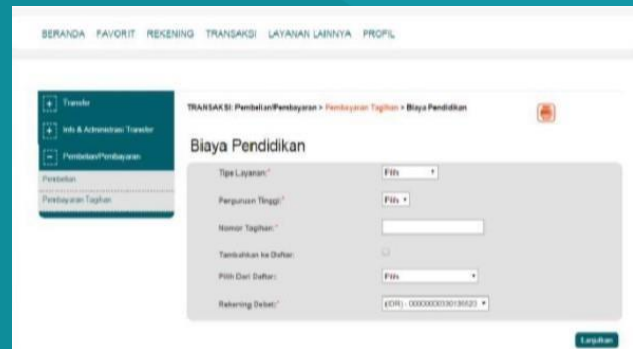 BERANDA FAVORIT REKENING TRANSAKSI LAYANAN LAINNYA PROFIL
+ Transfer
+ Info & Administrasi Transfer
- Pembelian/Pembayaran
Pembelian
Pembayaran Tagihan
TRANSAKSI: Pembelian/Pembayaran > Pembayaran Tagihan > Biaya Pendidikan
Biaya Pendidikan
Tipe Layanan:* Pilih
Perguruan Tinggi:* Pilih
Nomor Tagihan:*
Tambahkan ke Daftar:
Pilih Dari Daftar: Pilih
Rekening Debet:* (IDR) -
Lanjutkan